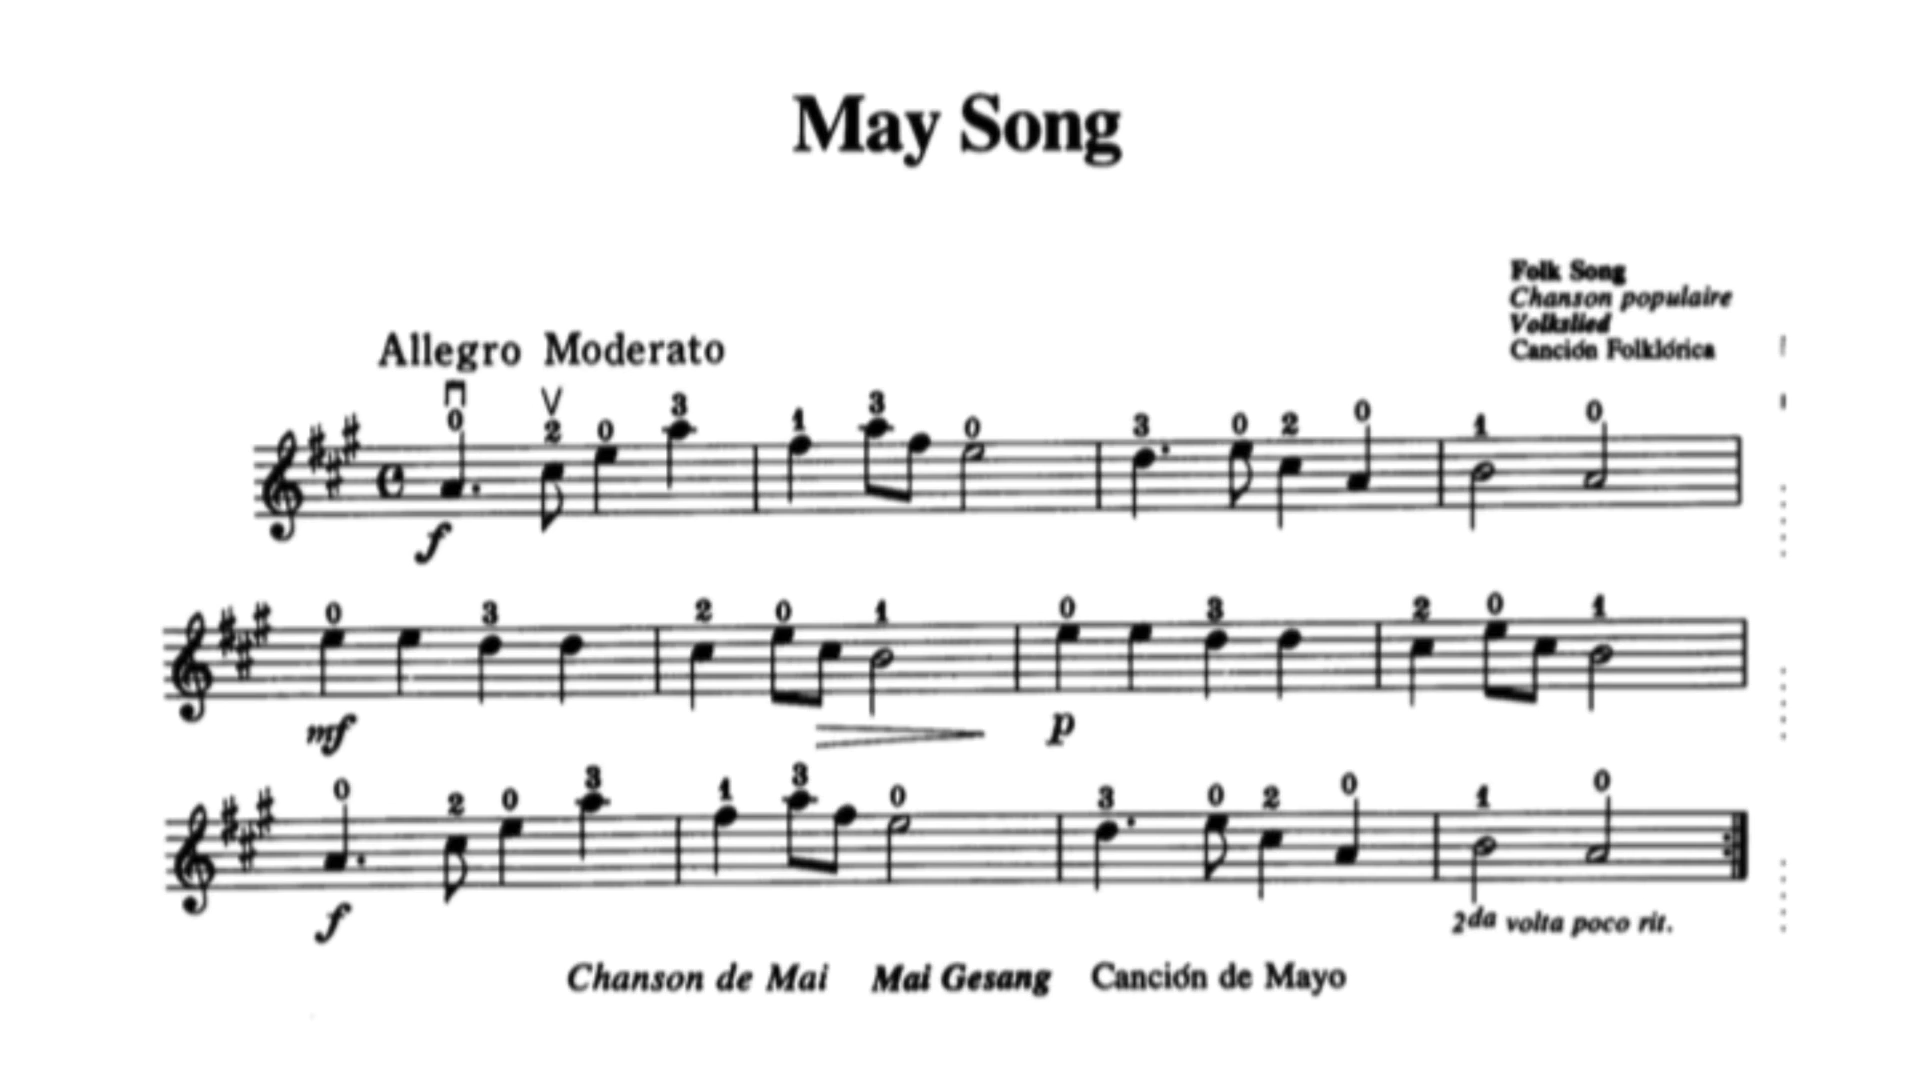 May Song
Folk Song
Chanson populaire
Volkslied
Canción Folklórica
Allegro Moderato
0 2 0 3 1 3 0 3 0 2 0 1 0
f
0 3 2 0 1 0 3 2 0 1
mf p
0 2 0 3 1 3 0 3 0 2 0 1 0
f 2da volta poco rit.
Chanson de Mai Mai Gesang Canción de Mayo